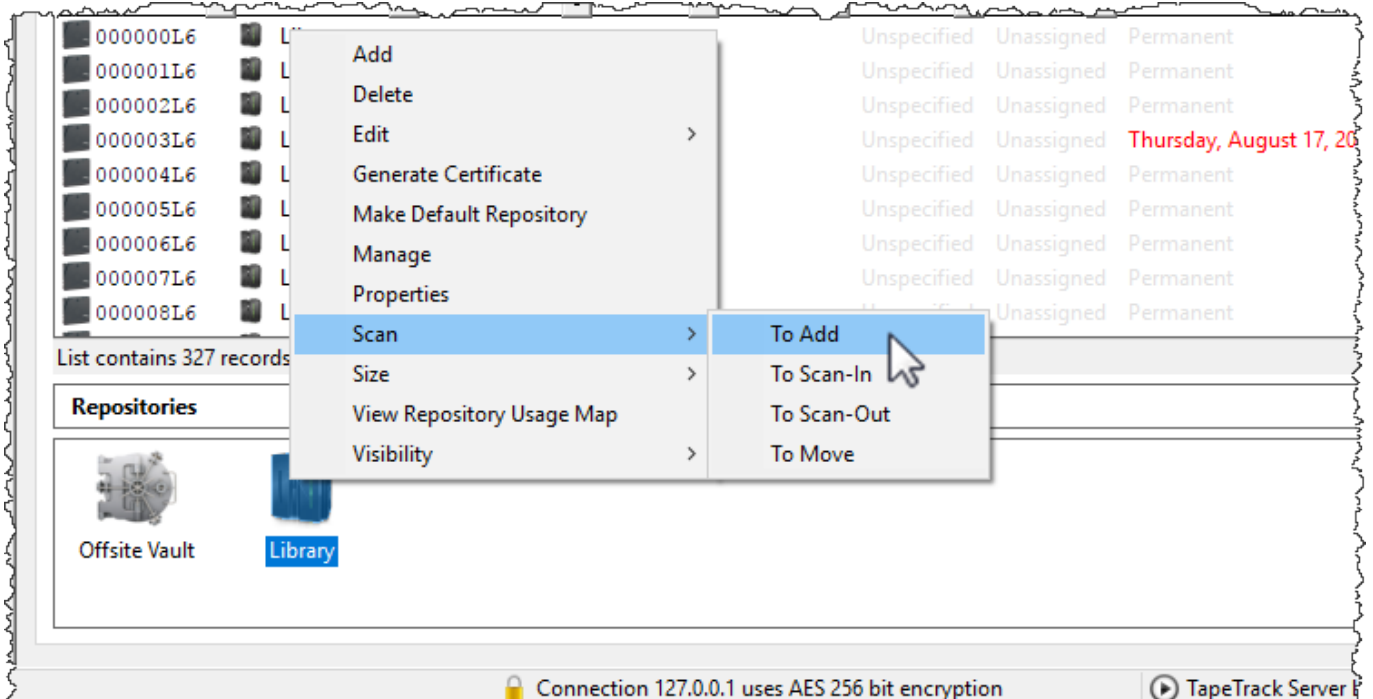 000000L6 Unspecified Unassigned Permanent
000001L6 L Unspecified Unassigned Permanent
000002L6 L Unspecified Unassigned Permanent
000003L6 L Unspecified Unassigned Thursday, August 17, 20
000004L6 L Unspecified Unassigned Permanent
000005L6 L Unspecified Unassigned Permanent
000006L6 L Unspecified Unassigned Permanent
000007L6 L Unspecified Unassigned Permanent
000008L6 L Unassigned Permanent
Add
Delete
Edit
Generate Certificate
Make Default Repository
Manage
Properties
Scan
Size
View Repository Usage Map
Visibility
To Add
To Scan-In
To Scan-Out
To Move
List contains 327 records
Repositories
Offsite Vault
Library
Connection 127.0.0.1 uses AES 256 bit encryption
TapeTrack Server